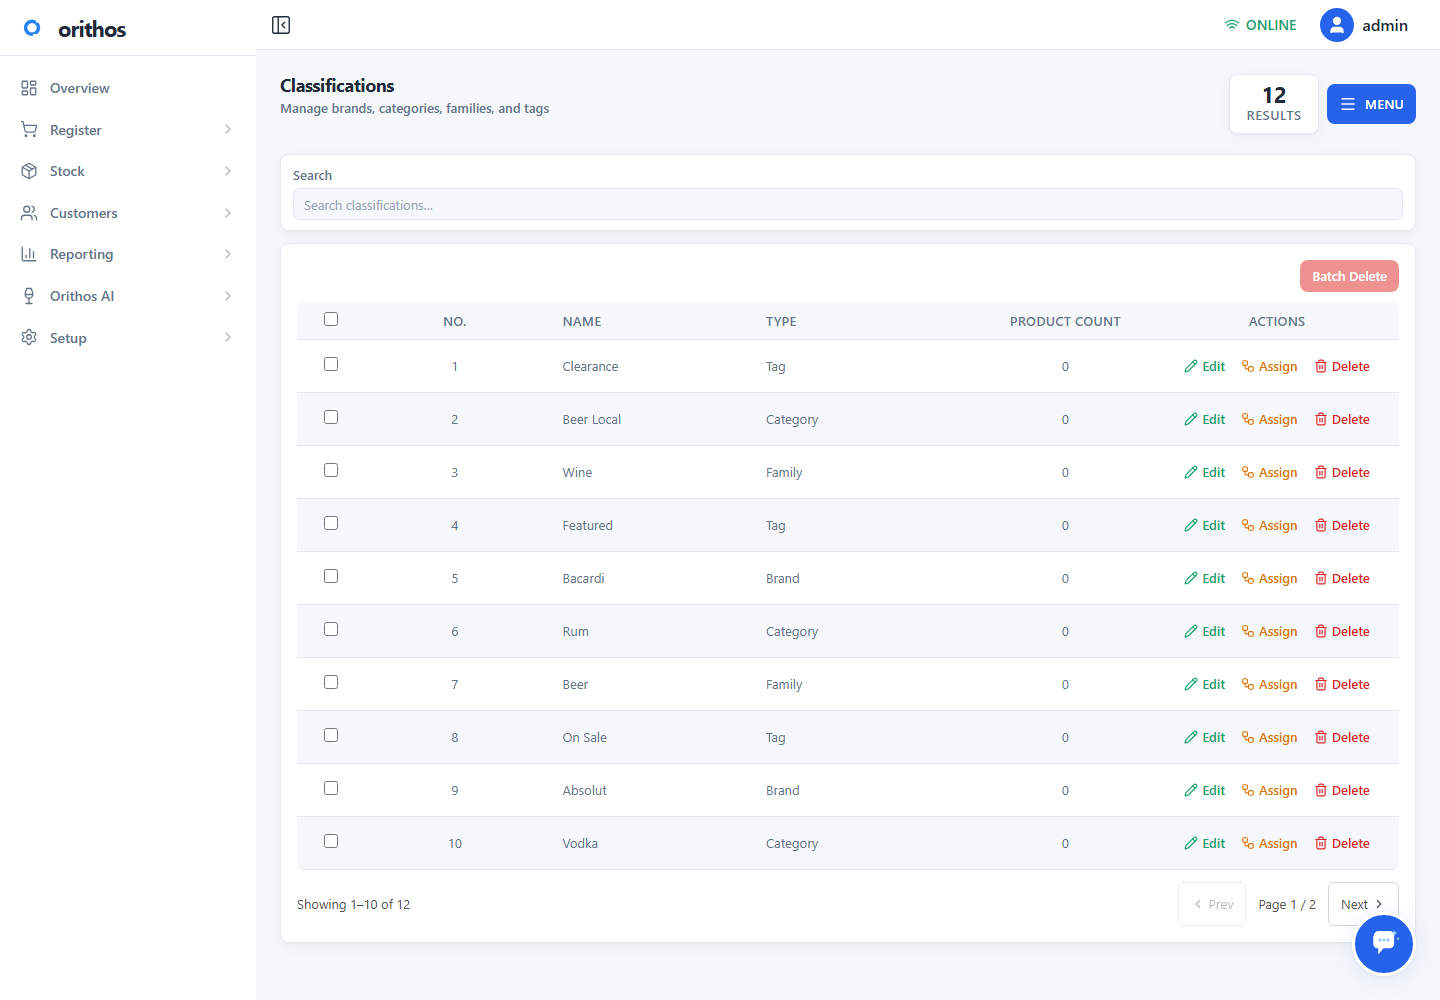 orithos
ONLINE
admin
Overview
Register
Stock
Customers
Reporting
Orithos AI
Setup
Classifications
Manage brands, categories, families, and tags
12
RESULTS
MENU
Search
Search classifications...
Batch Delete
NO. NAME TYPE PRODUCT COUNT ACTIONS
1 Clearance Tag 0 Edit Assign Delete
2 Beer Local Category 0 Edit Assign Delete
3 Wine Family 0 Edit Assign Delete
4 Featured Tag 0 Edit Assign Delete
5 Bacardi Brand 0 Edit Assign Delete
6 Rum Category 0 Edit Assign Delete
7 Beer Family 0 Edit Assign Delete
8 On Sale Tag 0 Edit Assign Delete
9 Absolut Brand 0 Edit Assign Delete
10 Vodka Category 0 Edit Assign Delete
Showing 1–10 of 12
Prev Page 1 / 2 Next